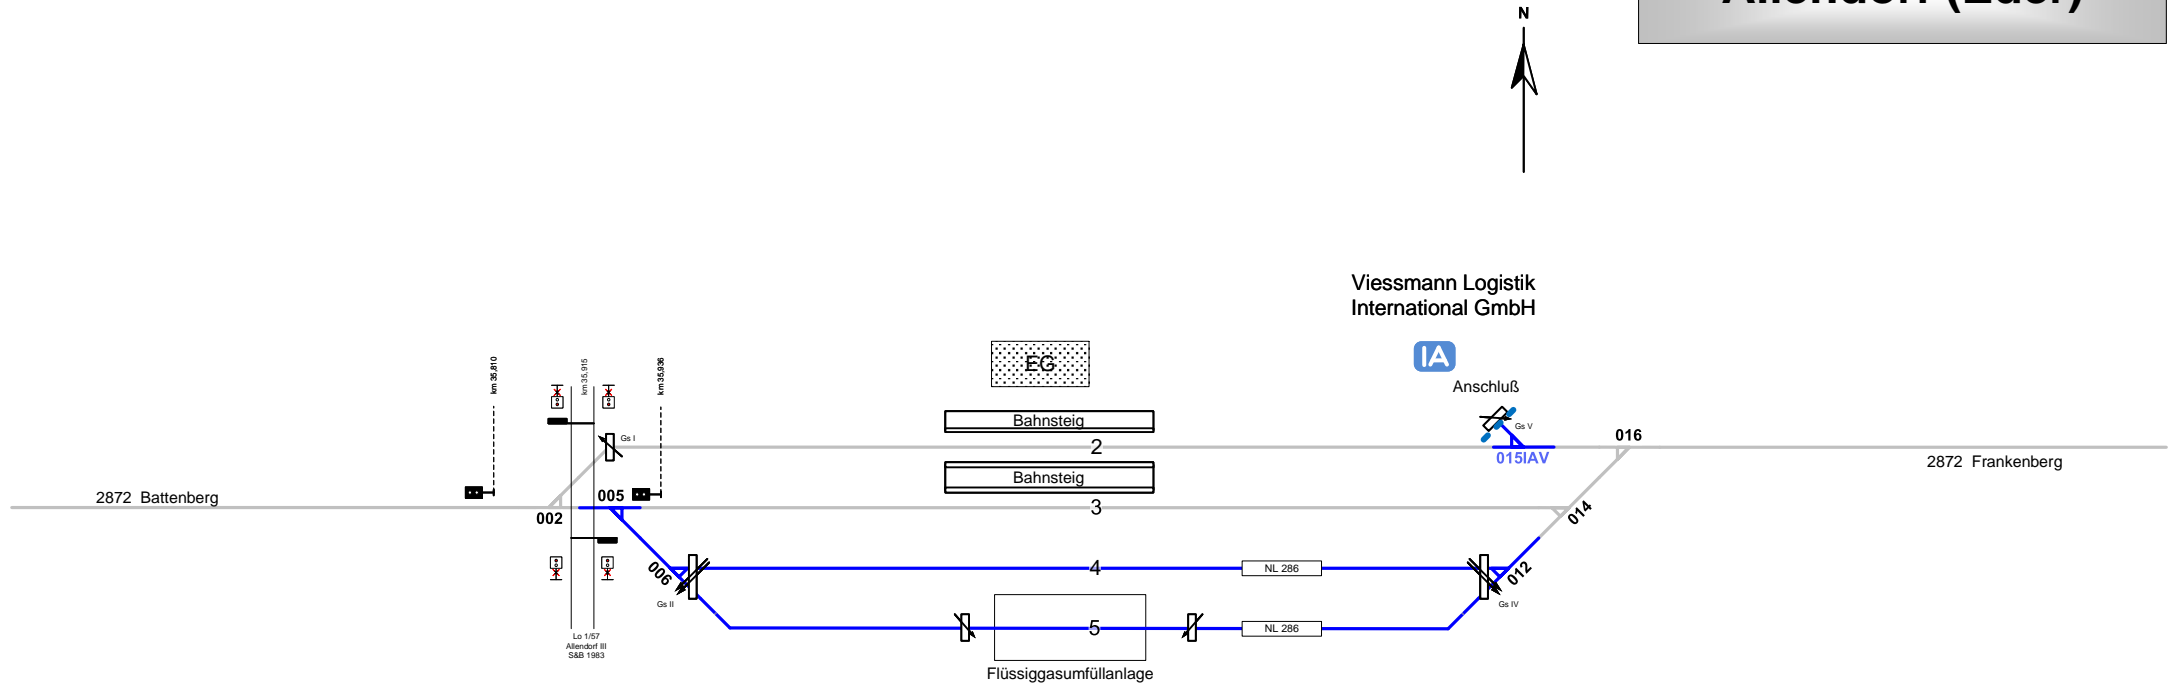 Allendorf (Eder)
N
Viessmann Logistik
International GmbH
IA
Anschluß
km 35,810
km 35,915
km 35,936
EG
Bahnsteig
Gs I
Gs V
2
015IAV
016
2872 Frankenberg
Bahnsteig
2872 Battenberg
005
002
3
014
006
4
NL 286
012
Gs II
Gs IV
5
NL 286
Lo 1/57
Allendorf III
S&B 1983
Flüssiggasumfüllanlage